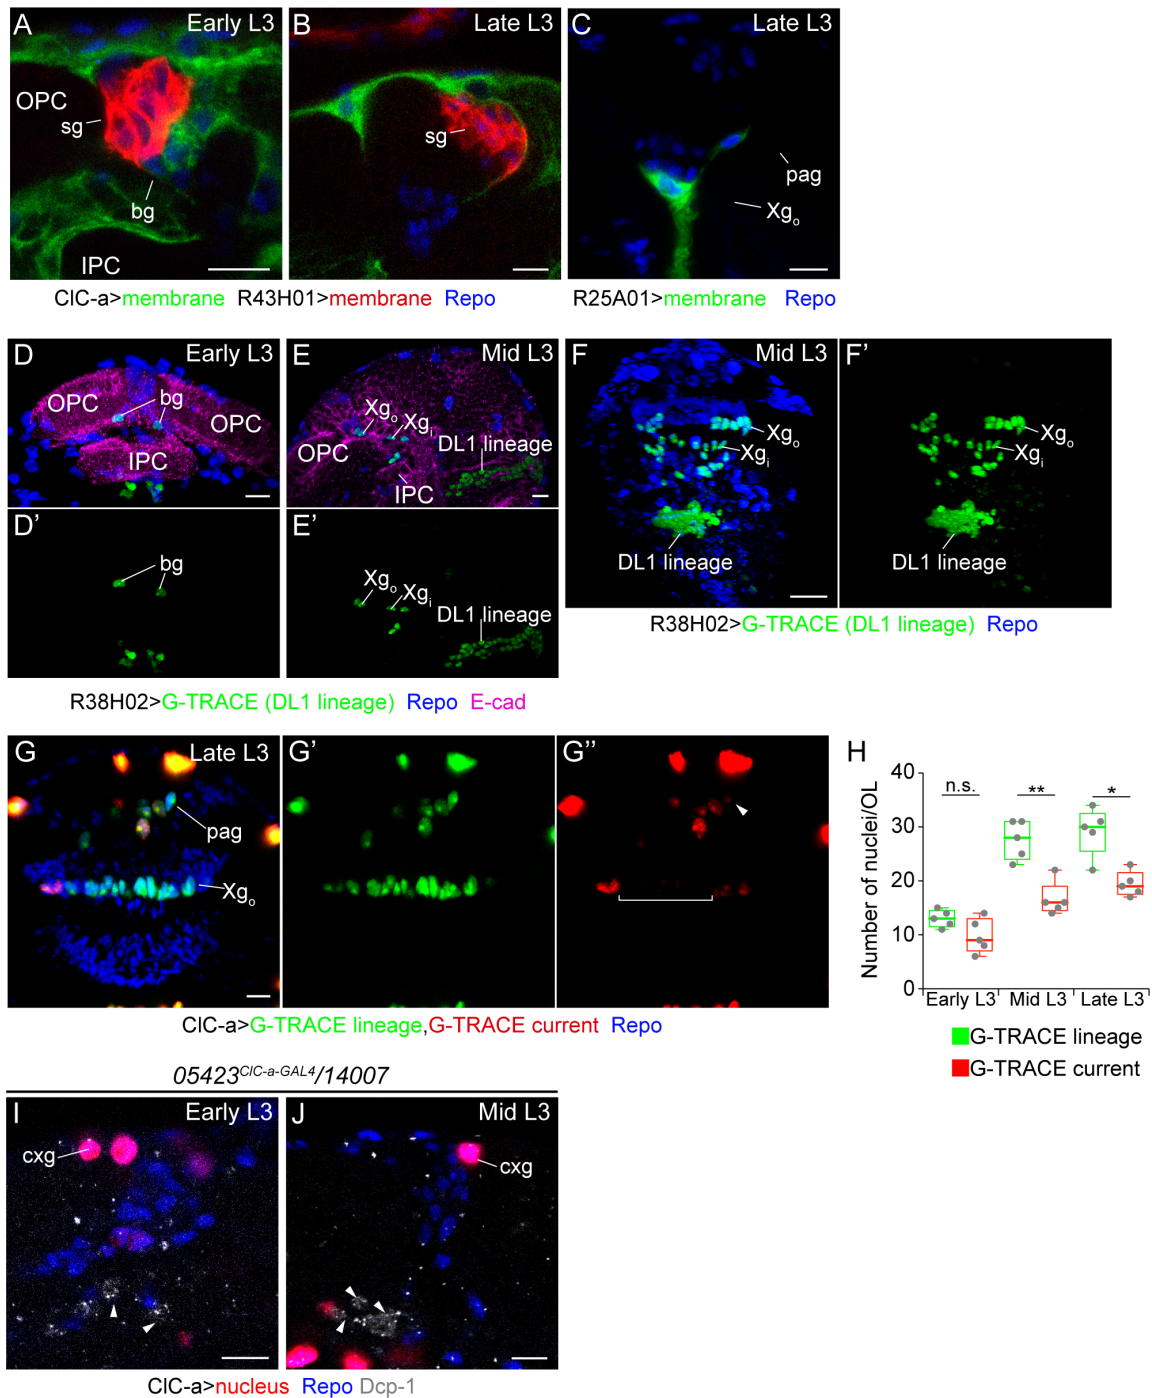 A Early L3
OPC
sg
bg
IPC
B Late L3
sg
C Late L3
pag
Xgo
ClC-a>membrane R43H01>membrane Repo
R25A01>membrane Repo
D Early L3
OPC
bg
OPC
IPC
E Mid L3
Xgo
Xgi
OPC
DL1 lineage
IPC
D’
bg
E’
Xgo
Xgi
DL1 lineage
R38H02>G-TRACE (DL1 lineage) Repo E-cad
F Mid L3
Xgo
Xgi
DL1 lineage
F’
Xgo
Xgi
DL1 lineage
R38H02>G-TRACE (DL1 lineage) Repo
G Late L3
pag
Xgo
G’
G’’
ClC-a>G-TRACE lineage,G-TRACE current Repo
H
Number of nuclei/OL
40
30
20
10
0
n.s.
**
*
Early L3 Mid L3 Late L3
G-TRACE lineage
G-TRACE current
05423ClC-a-GAL4/14007
I Early L3
cxg
J Mid L3
cxg
ClC-a>nucleus Repo Dcp-1